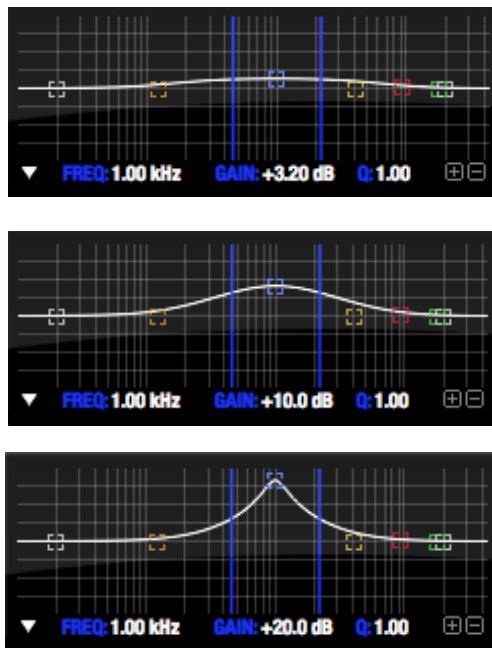 FREQ: 1.00 kHz GAIN: +3.20 dB Q: 1.00
FREQ: 1.00 kHz GAIN: +10.0 dB Q: 1.00
FREQ: 1.00 kHz GAIN: +20.0 dB Q: 1.00